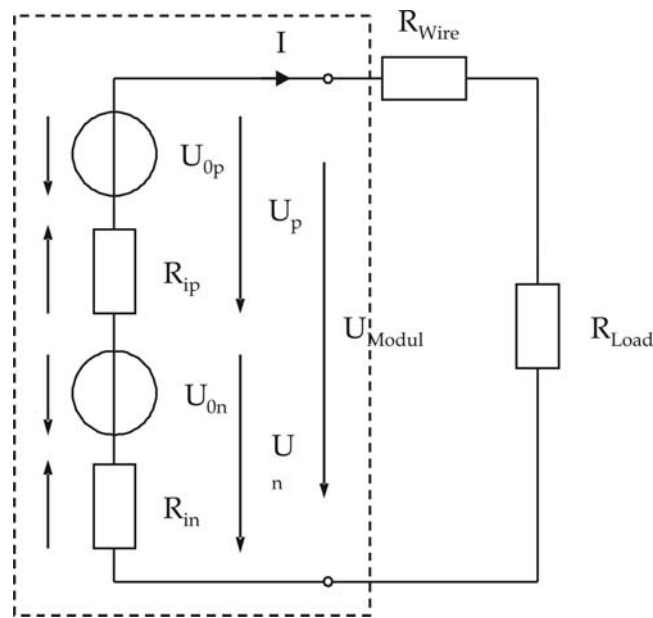 R_Wire
I
U_0p
U_p
R_ip
U_Modul
R_Load
U_0n
U
n
R_in